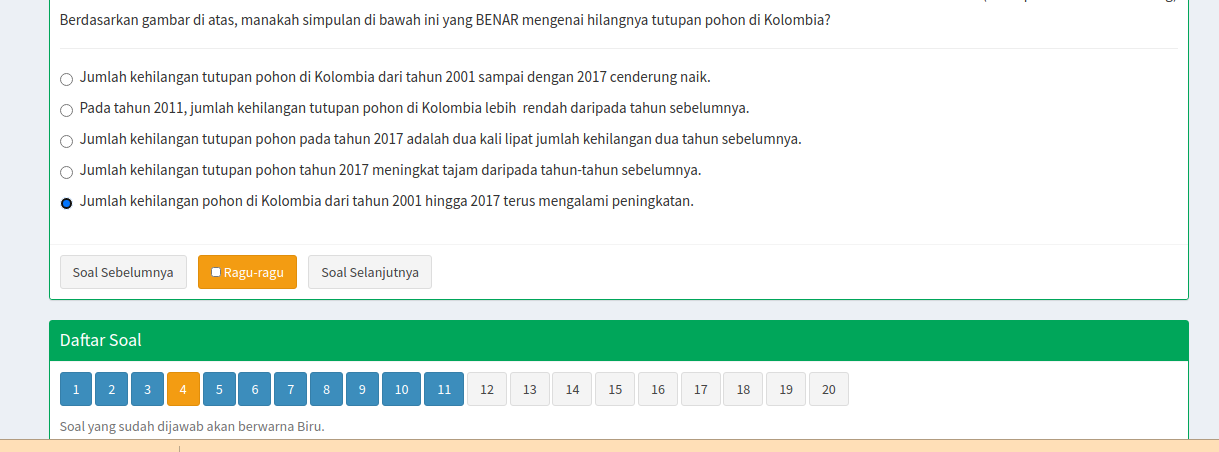 Berdasarkan gambar di atas, manakah simpulan di bawah ini yang BENAR mengenai hilangnya tutupan pohon di Kolombia?
Jumlah kehilangan tutupan pohon di Kolombia dari tahun 2001 sampai dengan 2017 cenderung naik.
Pada tahun 2011, jumlah kehilangan tutupan pohon di Kolombia lebih  rendah daripada tahun sebelumnya.
Jumlah kehilangan tutupan pohon pada tahun 2017 adalah dua kali lipat jumlah kehilangan dua tahun sebelumnya.
Jumlah kehilangan tutupan pohon tahun 2017 meningkat tajam daripada tahun-tahun sebelumnya.
Jumlah kehilangan pohon di Kolombia dari tahun 2001 hingga 2017 terus mengalami peningkatan.
Soal Sebelumnya Ragu-ragu Soal Selanjutnya
Daftar Soal
1 2 3 4 5 6 7 8 9 10 11 12 13 14 15 16 17 18 19 20
Soal yang sudah dijawab akan berwarna Biru.